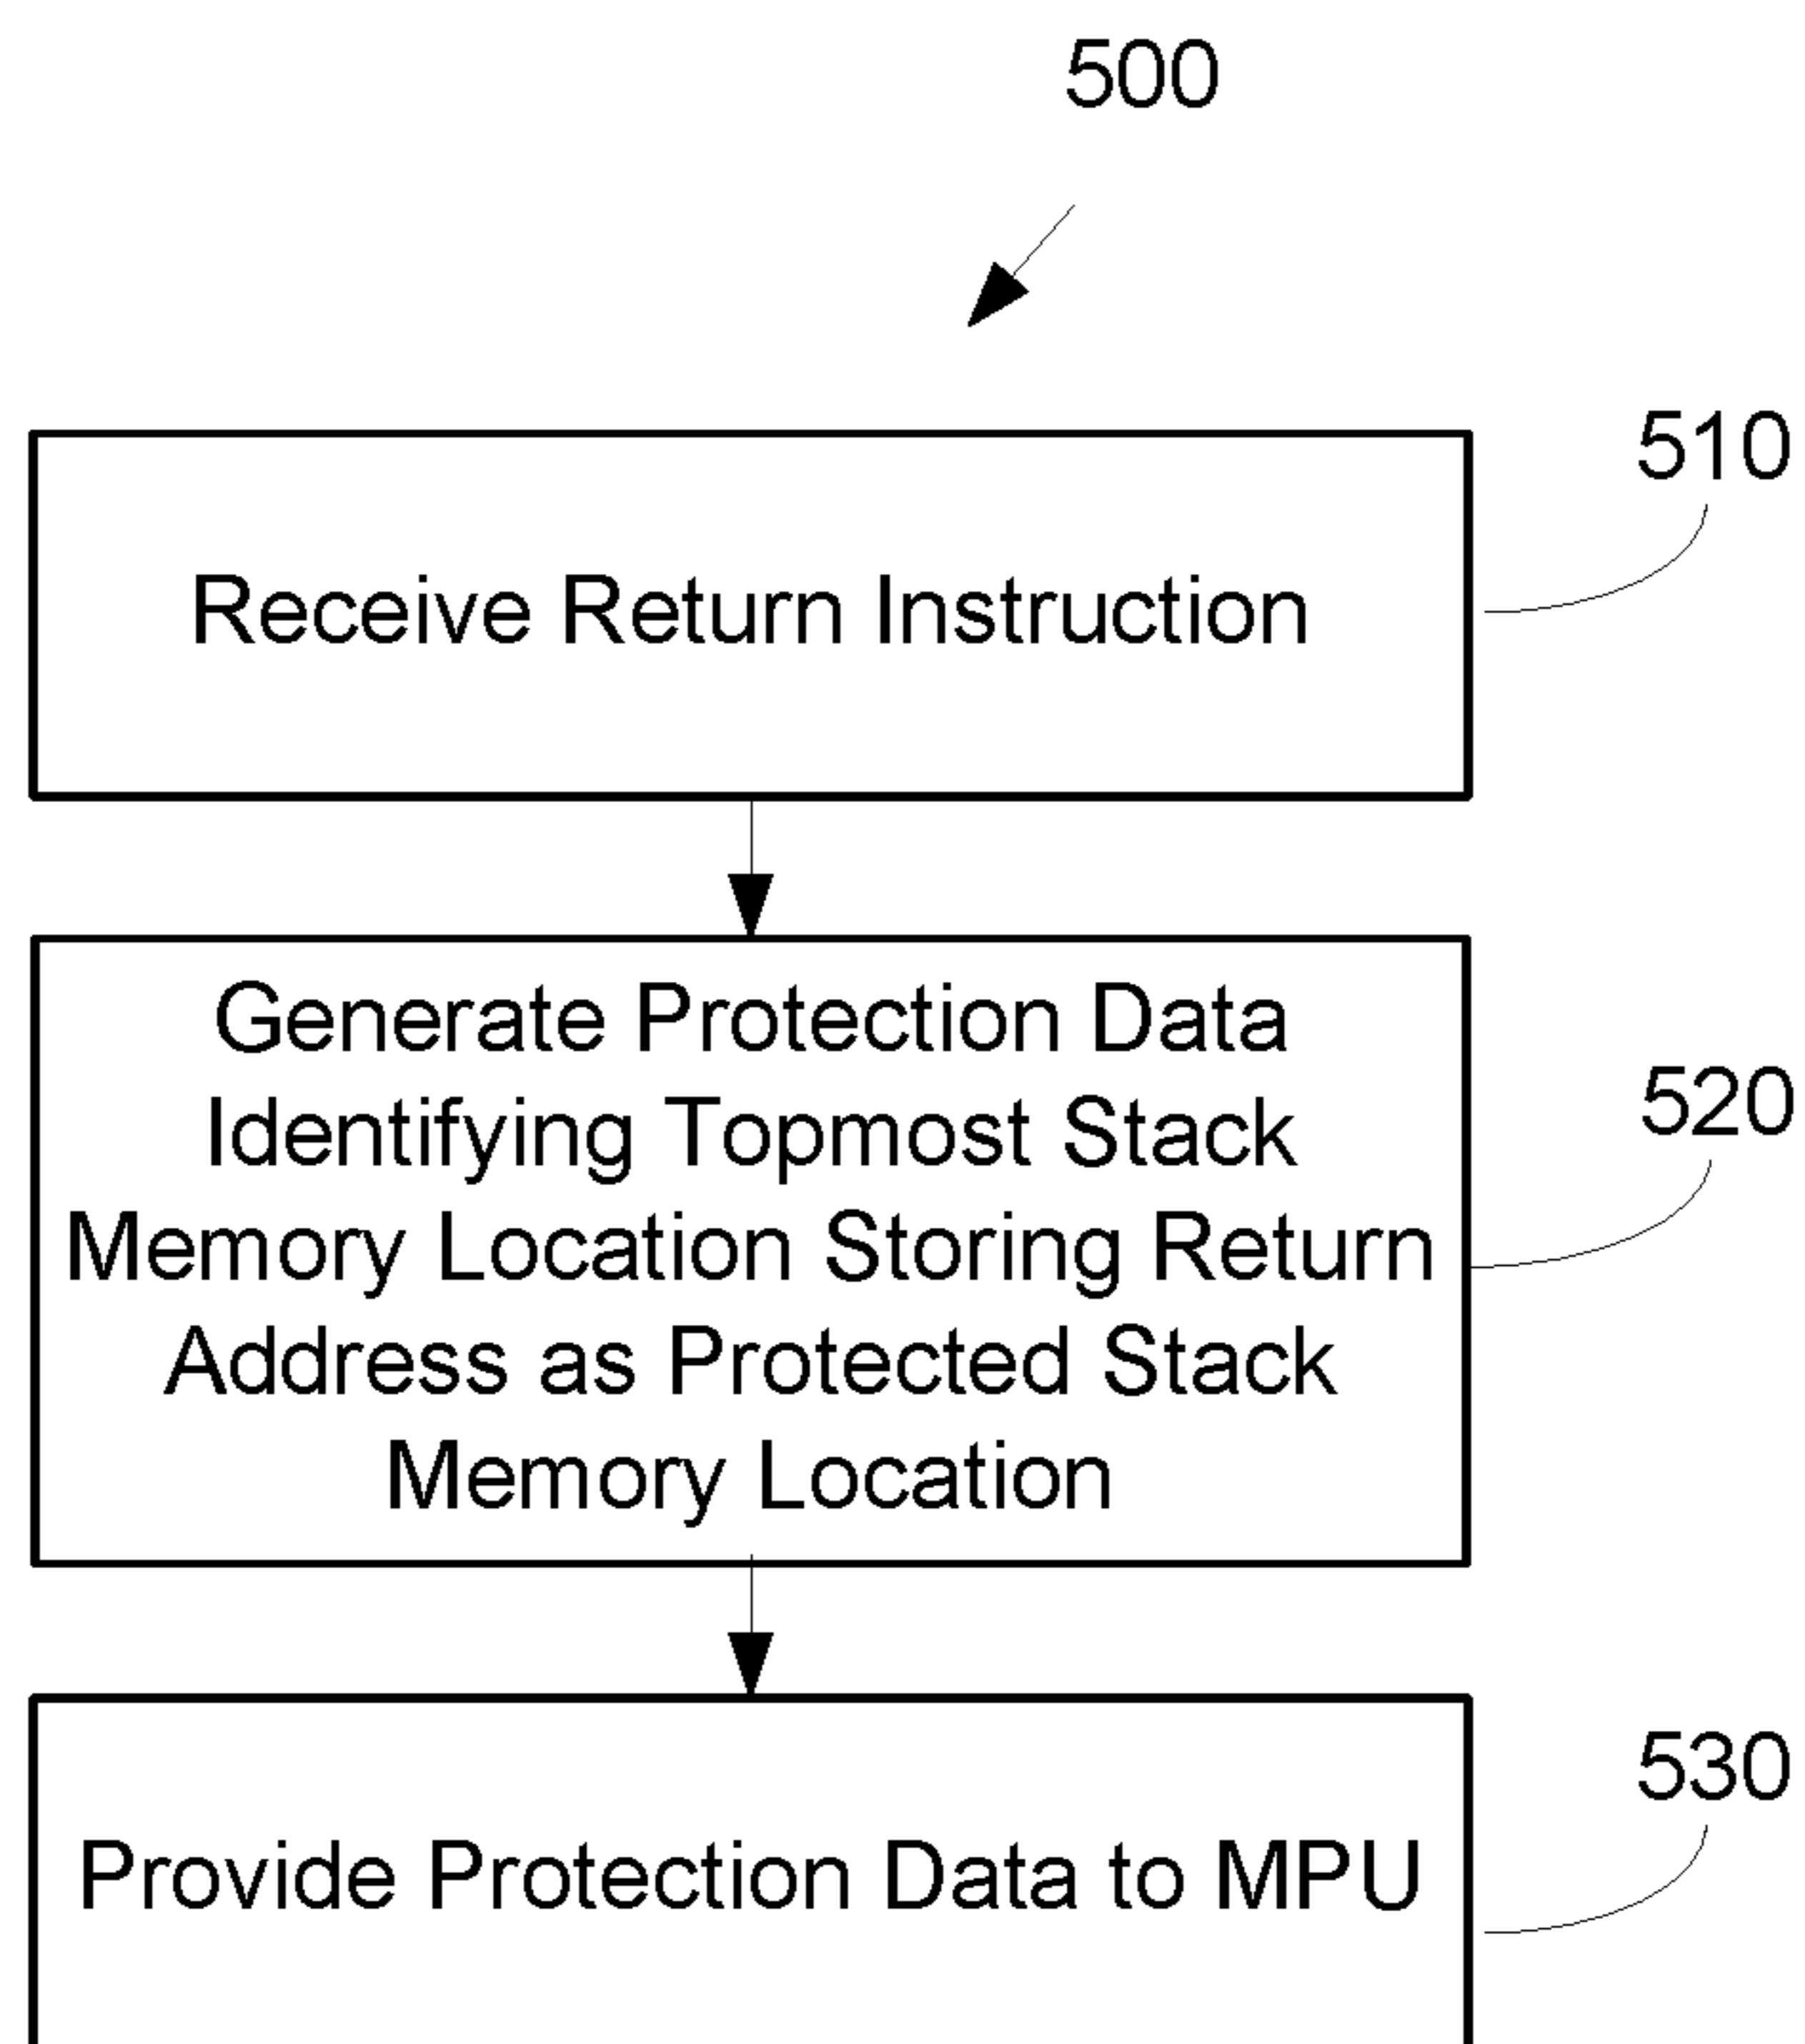 500
510
Receive Return Instruction
Generate Protection Data
Identifying Topmost Stack
520
Memory Location Storing Return
Address as Protected Stack
Memory Location
530
Provide Protection Data to MPU